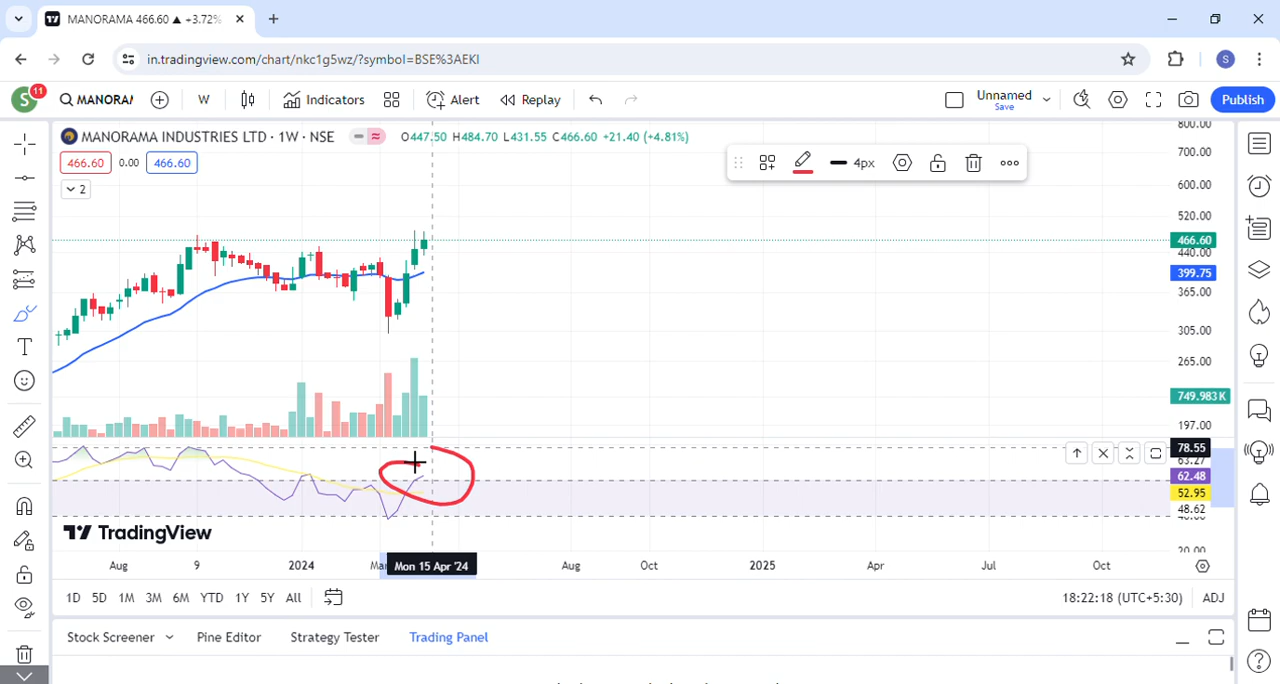 MANORAMA 466.60 ▲ +3.72%
in.tradingview.com/chart/nkc1g5wz/?symbol=BSE%3AEKI
S
S 11
MANORAMA
W
Indicators
Alert
Replay
Unnamed
Save
Publish
MANORAMA INDUSTRIES LTD · 1W · NSE
O447.50 H484.70 L431.55 C466.60 +21.40 (+4.81%)
466.60 0.00 466.60
2
4px
800.00
700.00
600.00
520.00
466.60
440.00
399.75
365.00
305.00
265.00
749.983K
197.00
78.55
63.27
62.48
52.95
48.62
20.00
TradingView
Aug 9 2024 Mon 15 Apr '24 Aug Oct 2025 Apr Jul Oct
1D 5D 1M 3M 6M YTD 1Y 5Y All
18:22:18 (UTC+5:30) ADJ
Stock Screener Pine Editor Strategy Tester Trading Panel